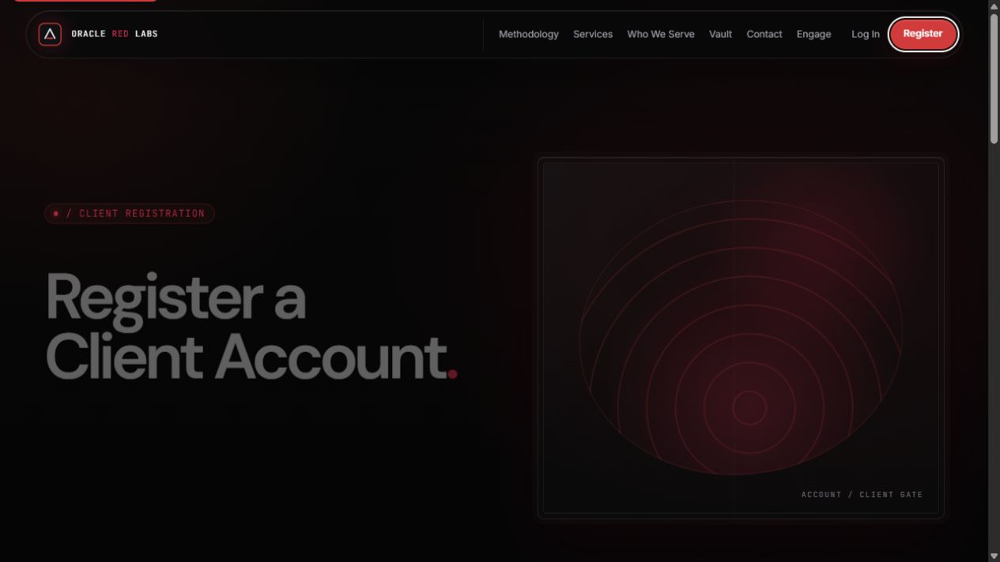 ORACLE RED LABS
Methodology
Services
Who We Serve
Vault
Contact
Engage
Log In
Register
/ CLIENT REGISTRATION
Register a
Client Account.
ACCOUNT / CLIENT GATE